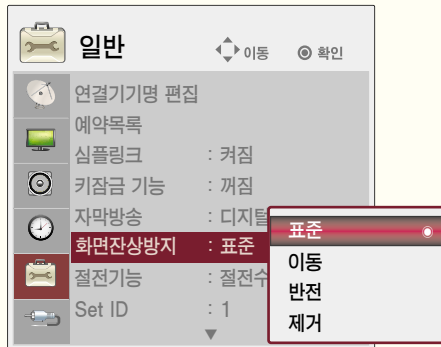 일반
이동
확인
연결기기명 편집
예약목록
심플링크 : 켜짐
키잠금 기능 : 꺼짐
자막방송 : 디지털
화면잔상방지 : 표준
절전기능 : 절전수
Set ID : 1
표준
이동
반전
제거